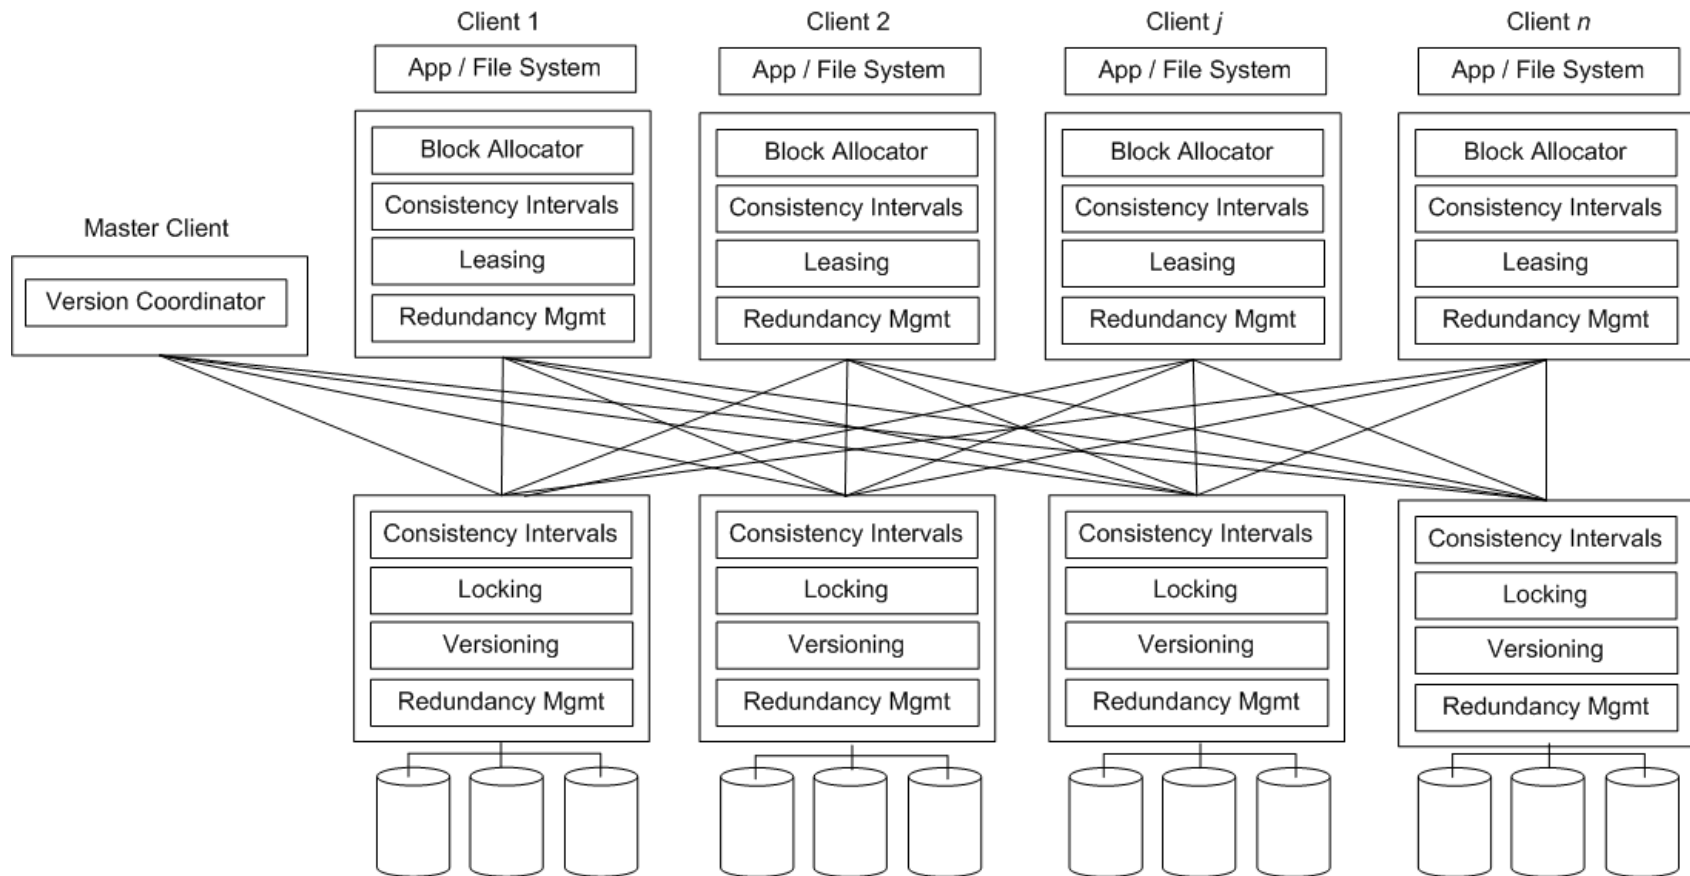 Client 1
Client 2
Client j
Client n
App / File System
App / File System
App / File System
App / File System
Block Allocator
Block Allocator
Block Allocator
Block Allocator
Consistency Intervals
Consistency Intervals
Consistency Intervals
Consistency Intervals
Master Client
Leasing
Leasing
Leasing
Leasing
Version Coordinator
Redundancy Mgmt
Redundancy Mgmt
Redundancy Mgmt
Redundancy Mgmt
Consistency Intervals
Consistency Intervals
Consistency Intervals
Consistency Intervals
Locking
Locking
Locking
Locking
Versioning
Versioning
Versioning
Versioning
Redundancy Mgmt
Redundancy Mgmt
Redundancy Mgmt
Redundancy Mgmt